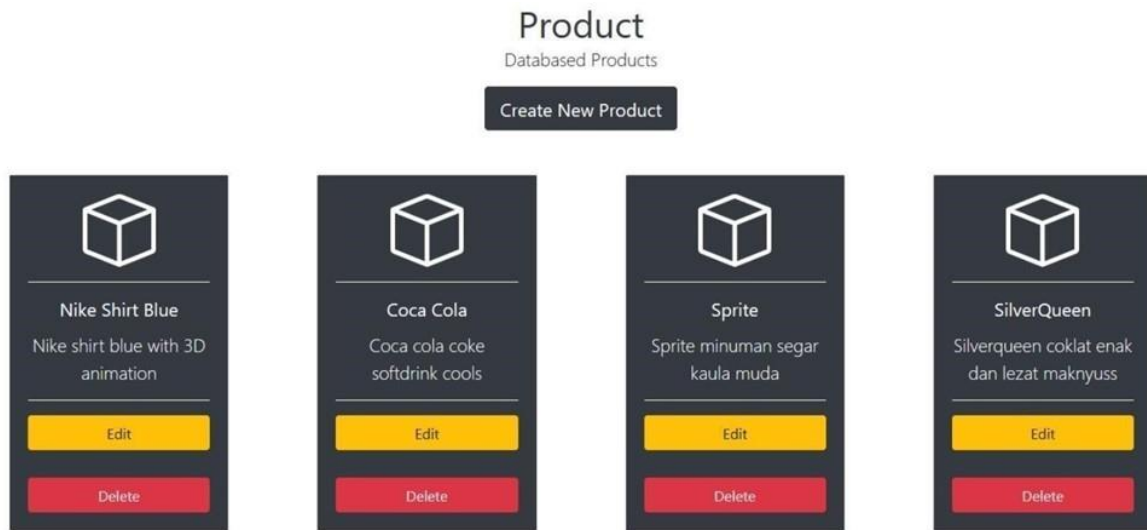 Product
Databased Products
Create New Product
Nike Shirt Blue
Nike shirt blue with 3D
animation
Edit
Delete
Coca Cola
Coca cola coke
softdrink cools
Edit
Delete
Sprite
Sprite minuman segar
kaula muda
Edit
Delete
SilverQueen
Silverqueen coklat enak
dan lezat maknyuss
Edit
Delete